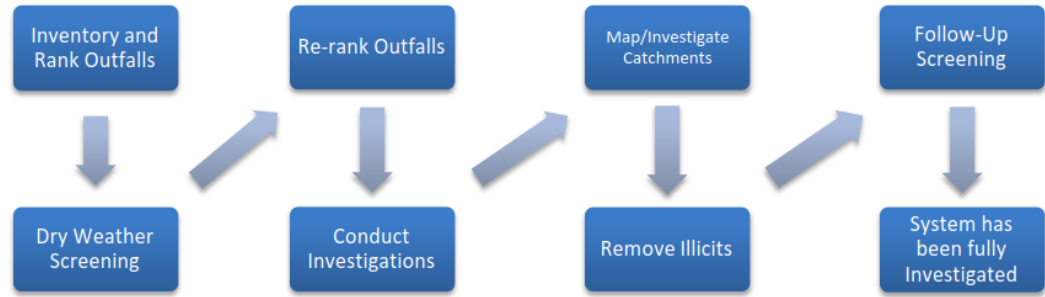 Inventory and
Rank Outfalls
Dry Weather
Screening
Re-rank Outfalls
Conduct
Investigations
Map/Investigate
Catchments
Remove Illicits
Follow-Up
Screening
System has
been fully
Investigated